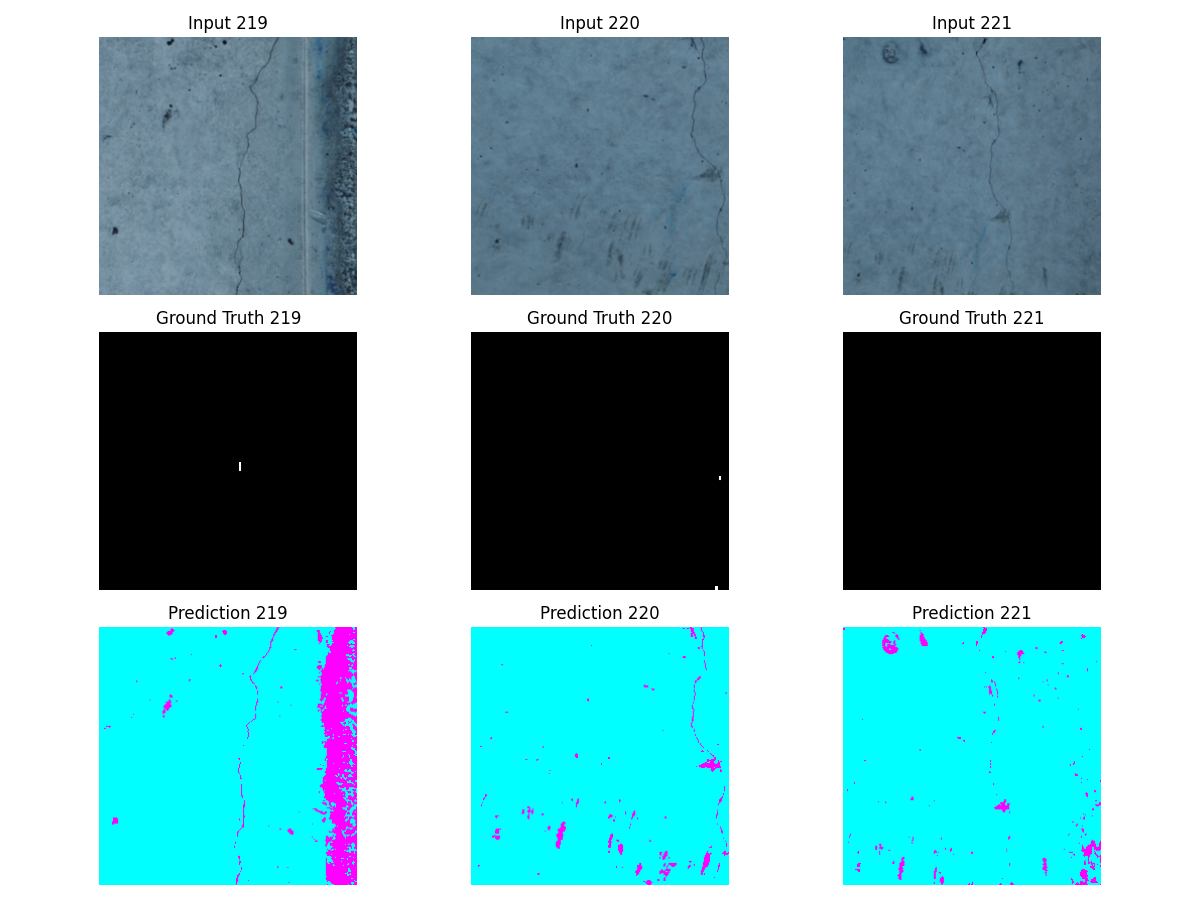 Input 219
Input 220
Input 221
Ground Truth 219
Ground Truth 220
Ground Truth 221
Prediction 219
Prediction 220
Prediction 221